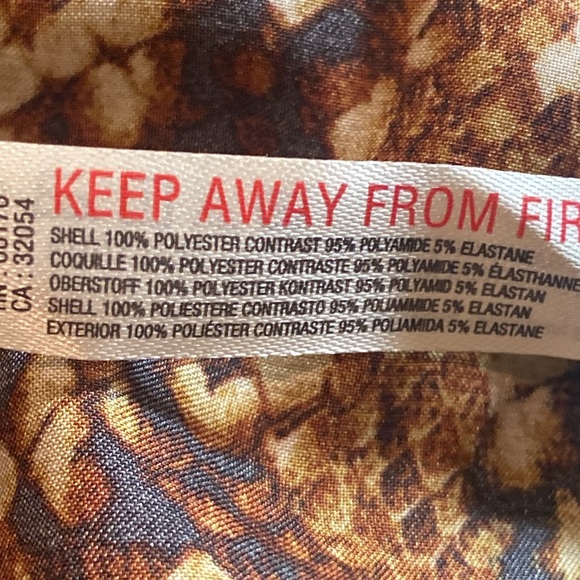 KEEP AWAY FROM FIR
SHELL 100% POLYESTER CONTRAST 95% POLYAMIDE 5% ELASTANE
COQUILLE 100% POLYESTER CONTRASTE 95% POLYAMIDE 5% ÉLASTHANNE
OBERSTOFF 100% POLYESTER KONTRAST 95% POLYAMID 5% ELASTAN
SHELL 100% POLIESTERE CONTRASTO 95% POLIAMMIDE 5% ELASTAN
EXTERIOR 100% POLIÉSTER CONTRASTE 95% POLIAMIDA 5% ELASTANE
CA : 32054